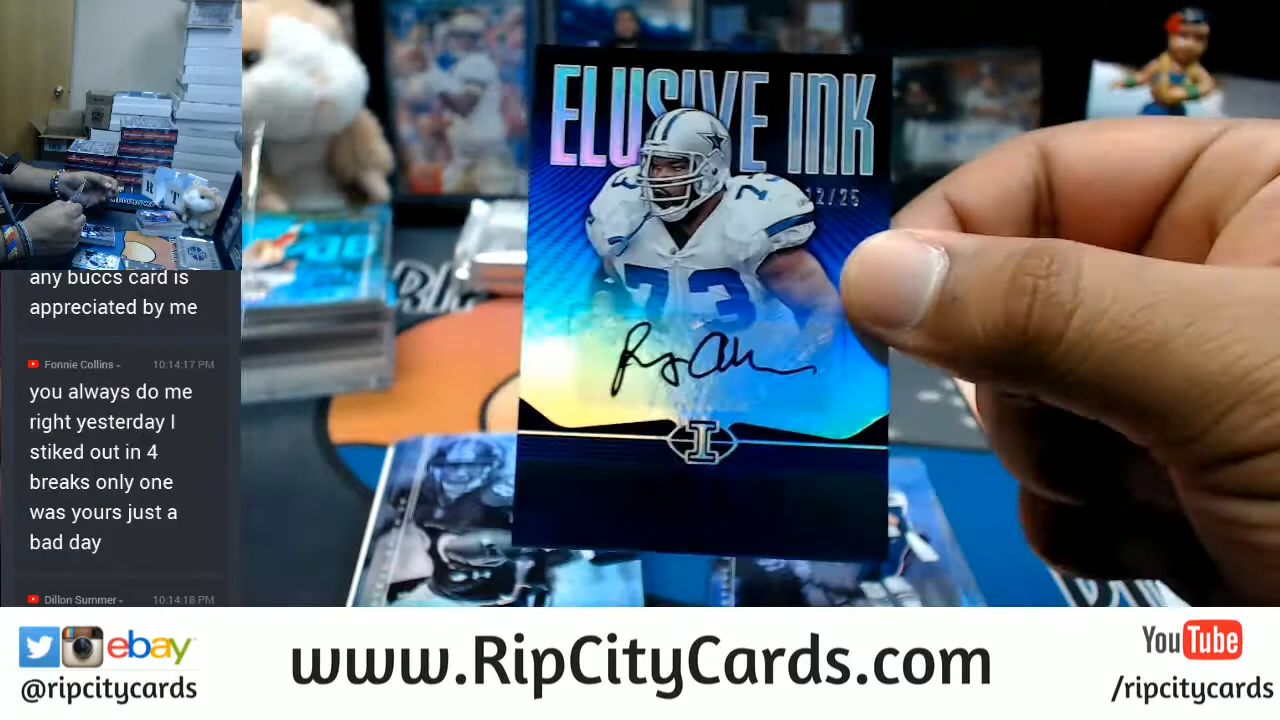 any buccs card is
appreciated by me
Fonnie Collins
10:14:17 PM
you always do me
right yesterday I
stiked out in 4
breaks only one
was yours just a
bad day
Dillon Summer
10:14:18 PM
ELUSIVE INK
12/25
73
73
I
ebay
@ripcitycards
www.RipCityCards.com
YouTube
/ripcitycards